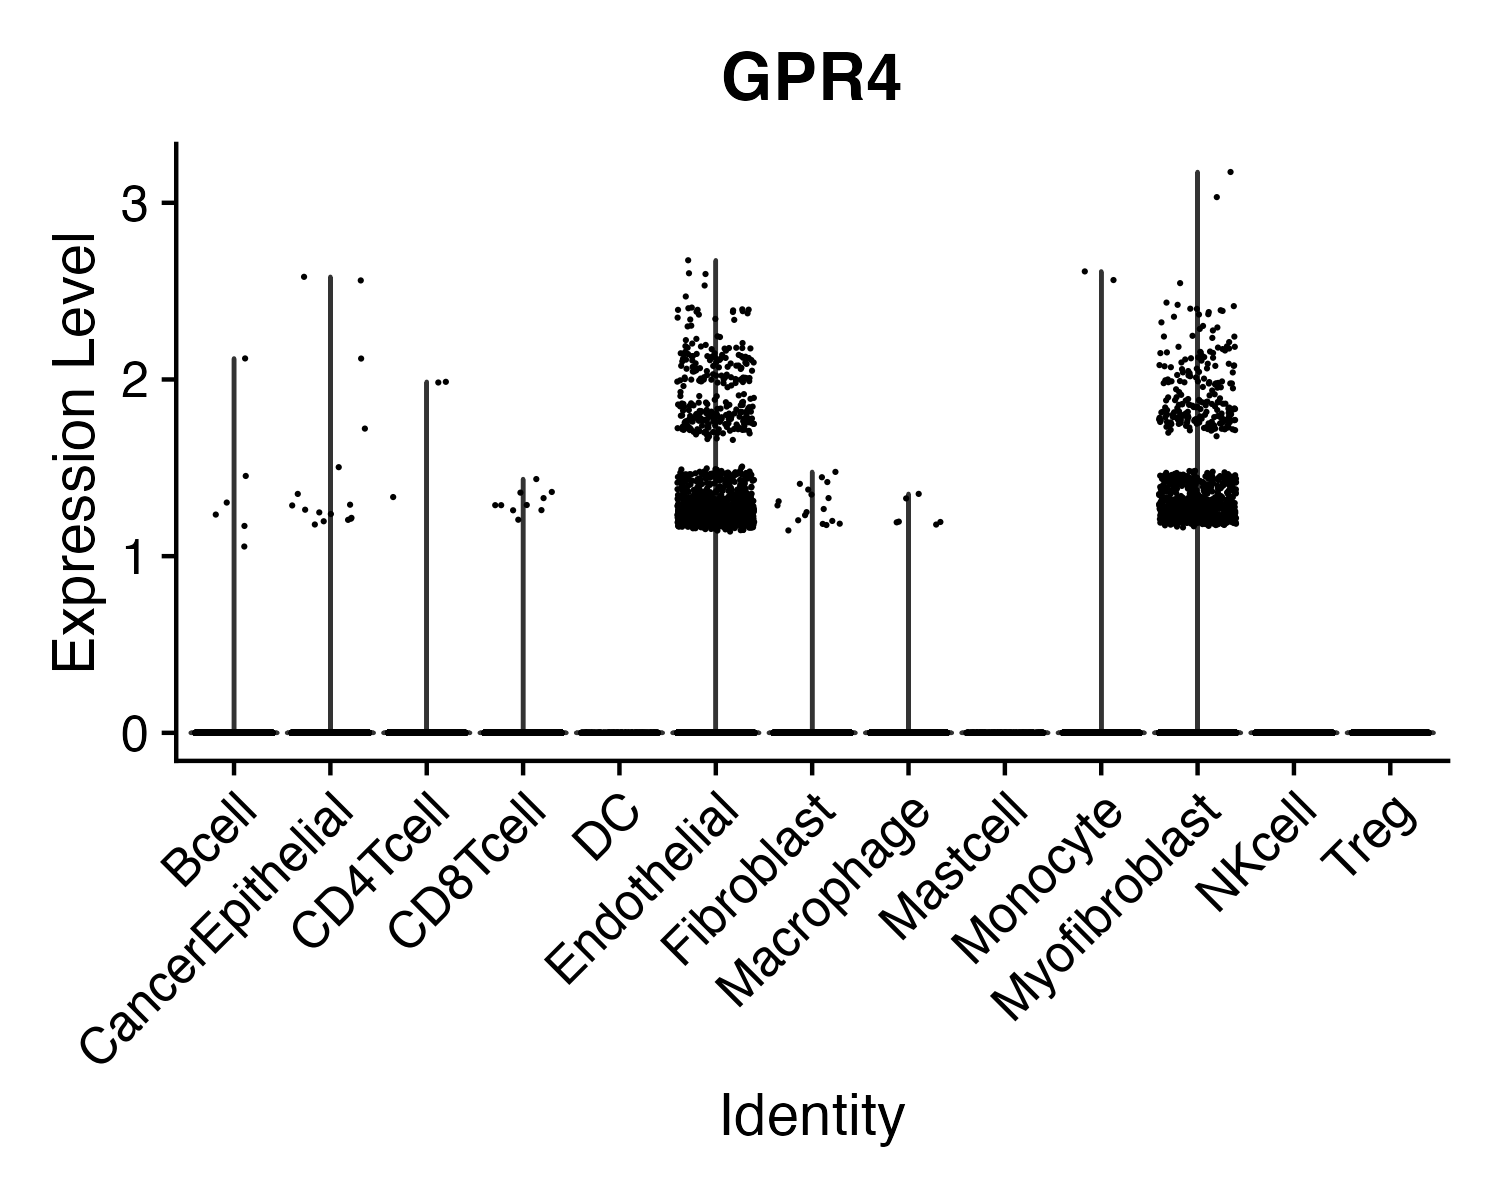 GPR4
Expression Level
3
2
1
0
Bcell
CancerEpithelial
CD4Tcell
CD8Tcell
DC
Endothelial
Fibroblast
Macrophage
Mastcell
Monocyte
Myofibroblast
NKcell
Treg
Identity